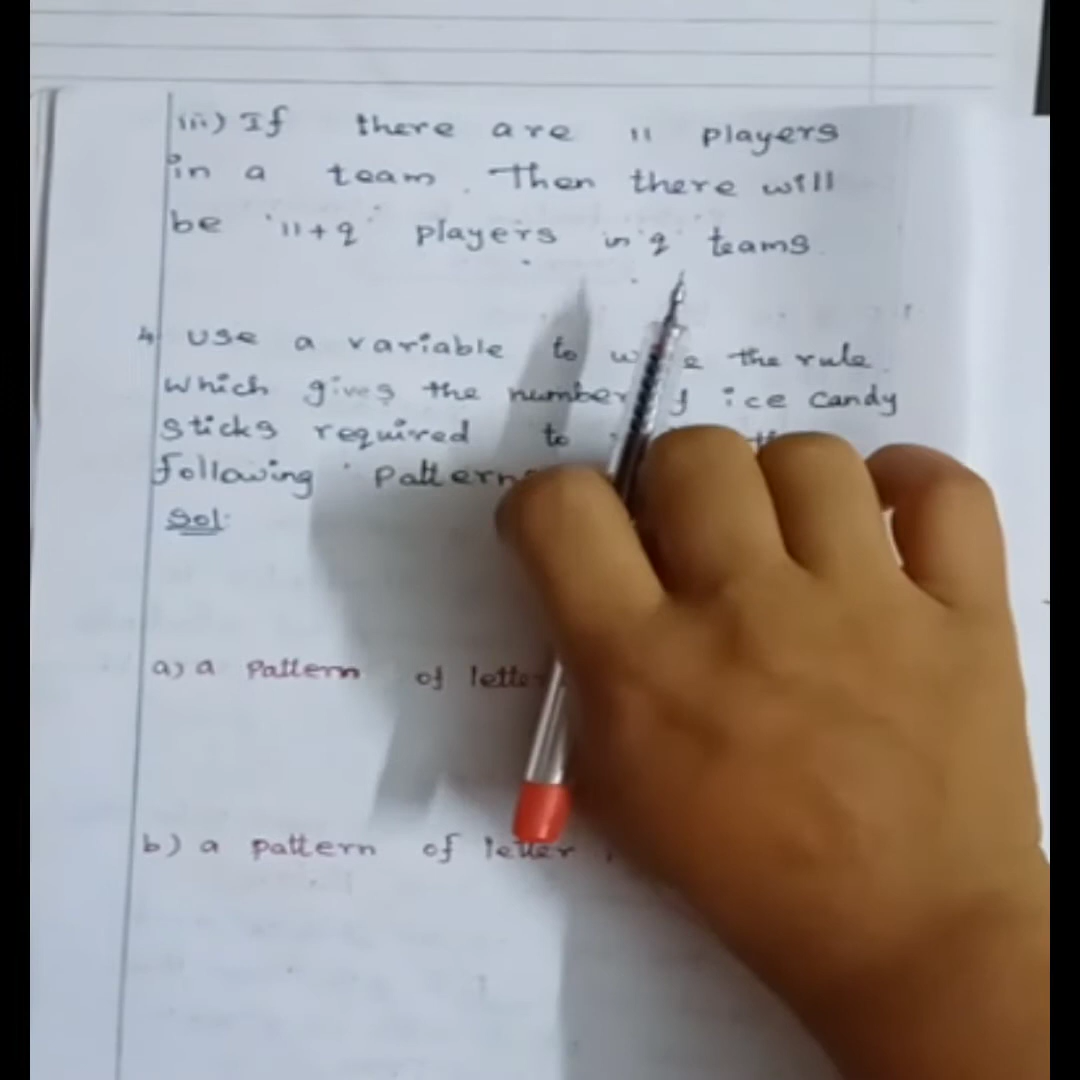 iii) If there are 11 players
in a team. Then there will
be '11+q' players in 'q' teams.
4 Use a variable to the rule
which gives the number ice candy
sticks required to
following
Sol:
a) a pattern of
b) a pattern of letter